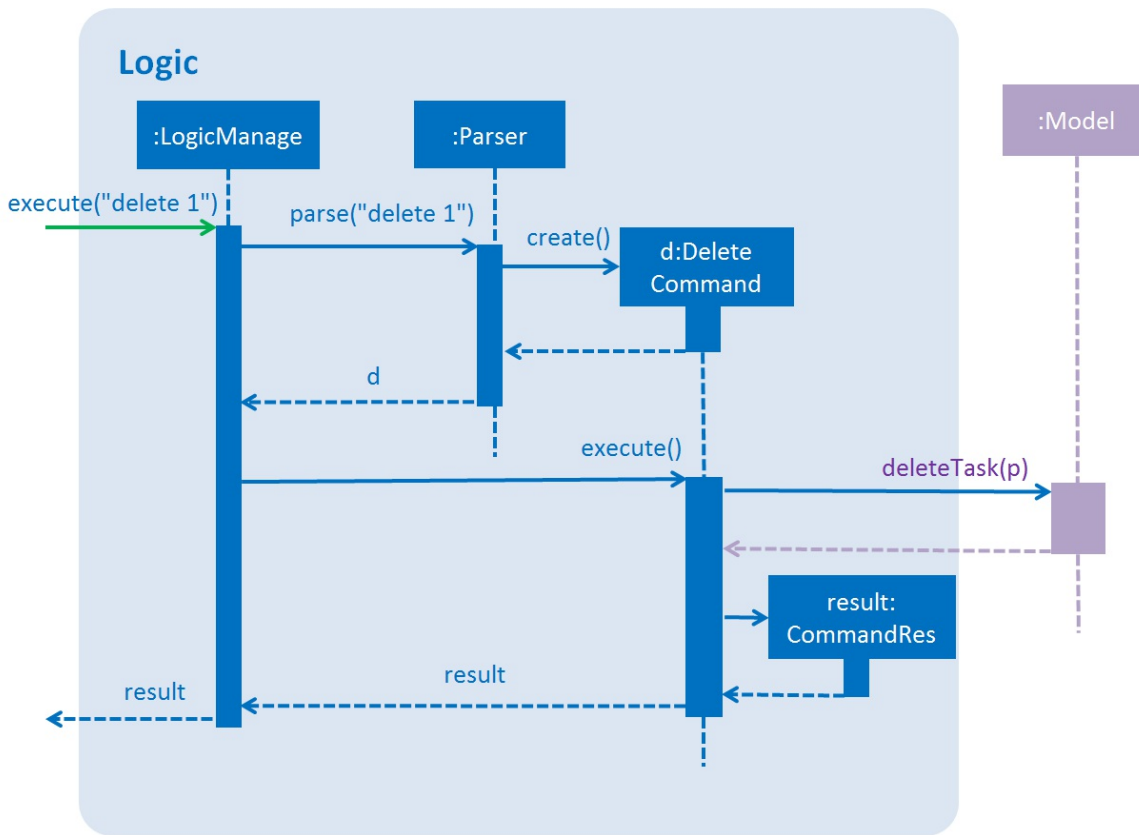 Logic
:LogicManage
:Parser
:Model
execute("delete 1")
parse("delete 1")
create()
d:Delete
Command
d
execute()
deleteTask(p)
result:
CommandRes
result
result